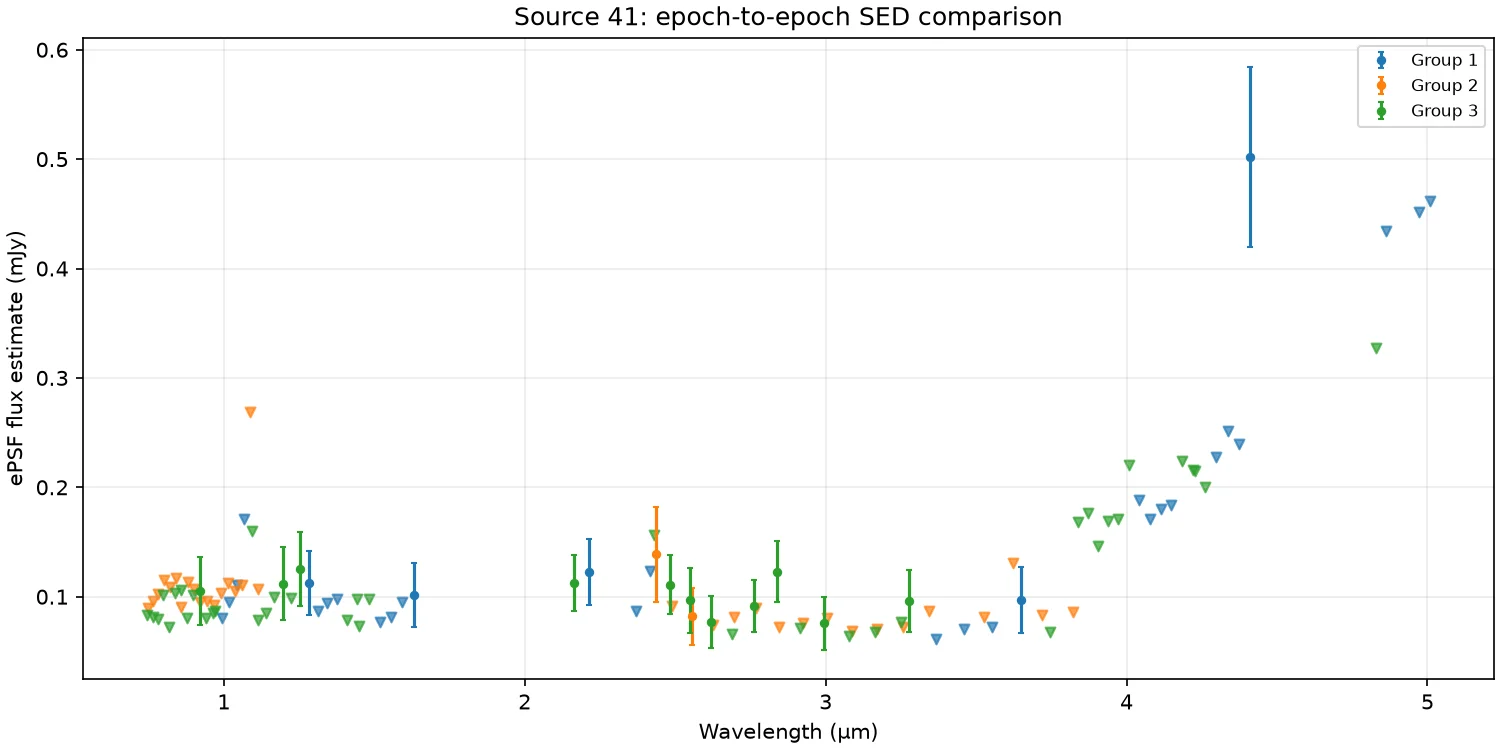 Source 41: epoch-to-epoch SED comparison
ePSF flux estimate (mJy)
0.6
0.5
0.4
0.3
0.2
0.1
Group 1
Group 2
Group 3
1 2 3 4 5
Wavelength (μm)